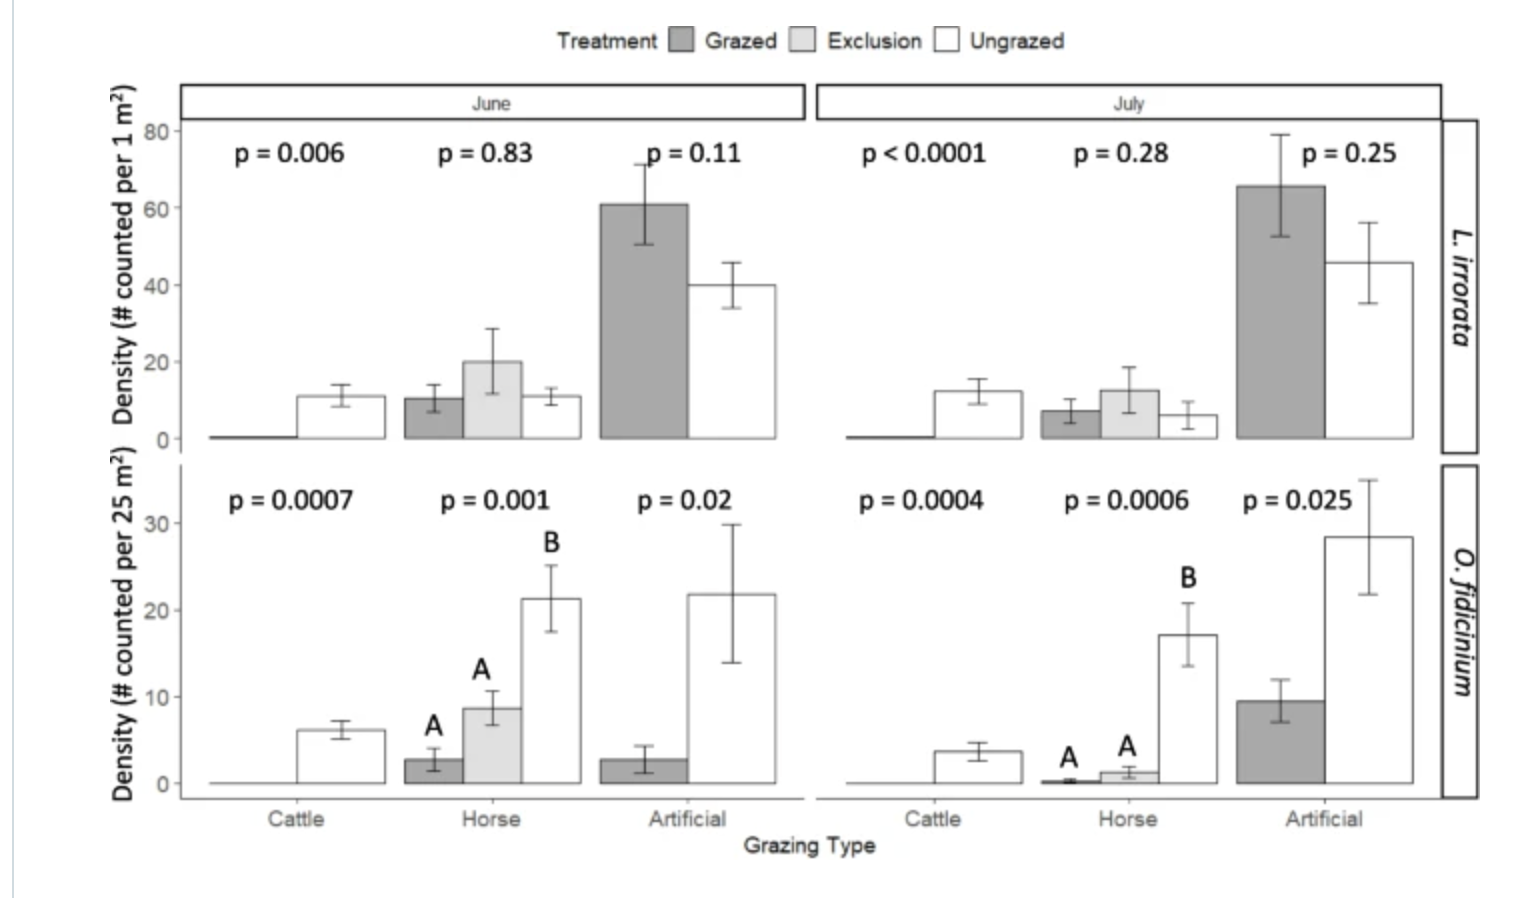 Treatment Grazed Exclusion Ungrazed
June July
Density (# counted per 1 m²)
80
60
40
20
0
p = 0.006 p = 0.83 p = 0.11 p < 0.0001 p = 0.28 p = 0.25
L. irrorata
Density (# counted per 25 m²)
30
20
10
0
p = 0.0007 p = 0.001 p = 0.02 p = 0.0004 p = 0.0006 p = 0.025
A A B A A B
O. fidicinium
Cattle Horse Artificial Cattle Horse Artificial
Grazing Type